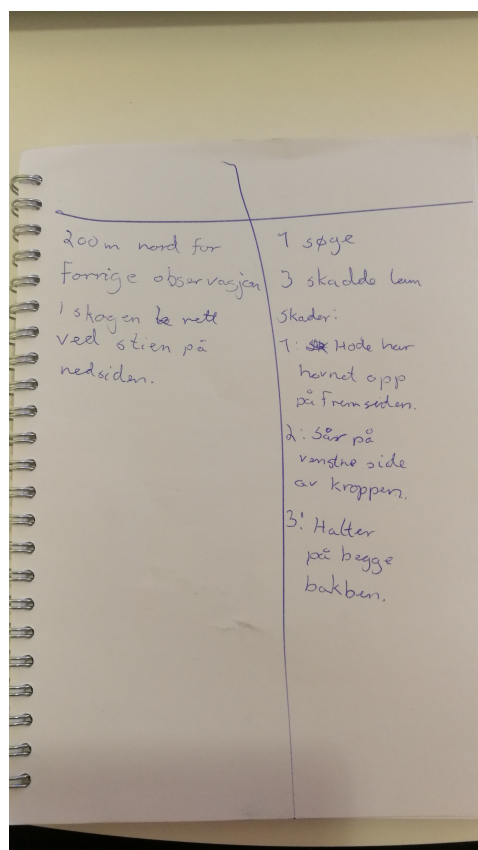 200m nord for
Forrige observasjon
I skogen rett
ved stien på
nedsiden.
1 søye
3 skadde lam
skader:
1: Hode har
hovnet opp
på fremsiden.
2: Sår på
venstre side
av kroppen.
3: Halter
på begge
bakben.